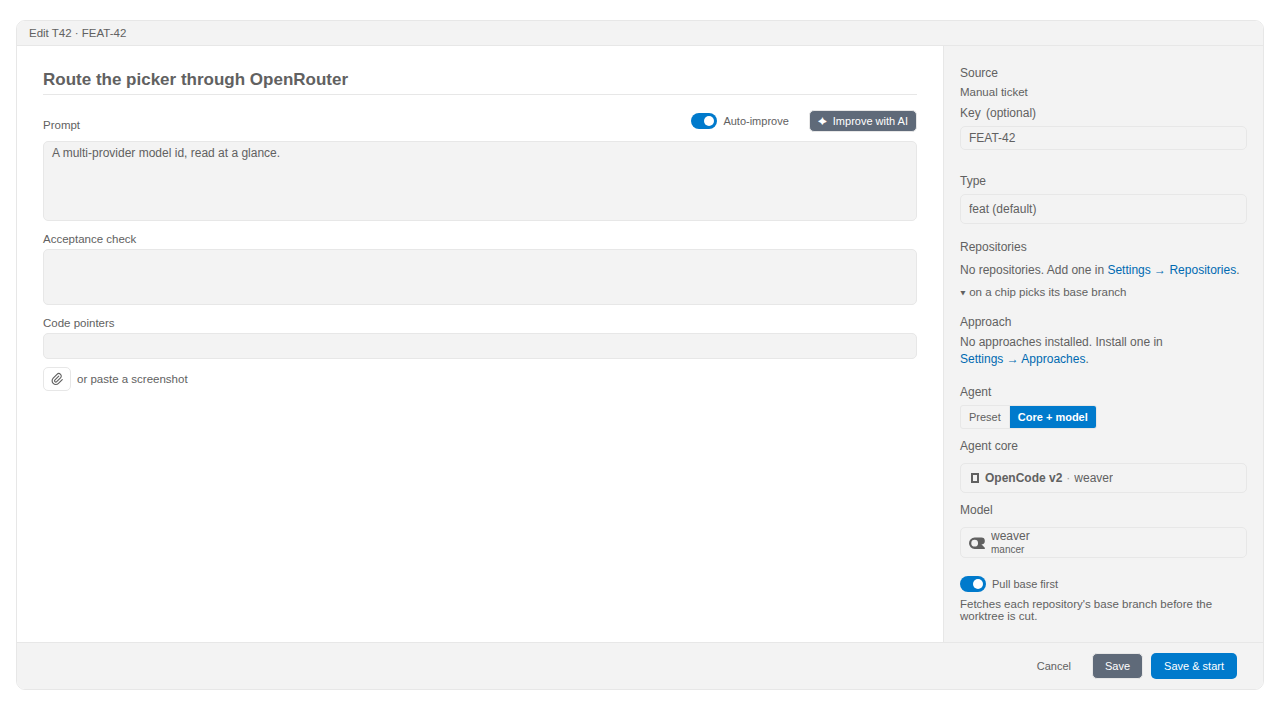 Edit T42 · FEAT-42
Route the picker through OpenRouter
Prompt
Auto-improve
Improve with AI
A multi-provider model id, read at a glance.
Acceptance check
Code pointers
or paste a screenshot
Source
Manual ticket
Key (optional)
FEAT-42
Type
feat (default)
Repositories
No repositories. Add one in Settings → Repositories.
▾ on a chip picks its base branch
Approach
No approaches installed. Install one in
Settings → Approaches.
Agent
Preset
Core + model
Agent core
OpenCode v2 · weaver
Model
weaver
mancer
Pull base first
Fetches each repository's base branch before the
worktree is cut.
Cancel
Save
Save & start